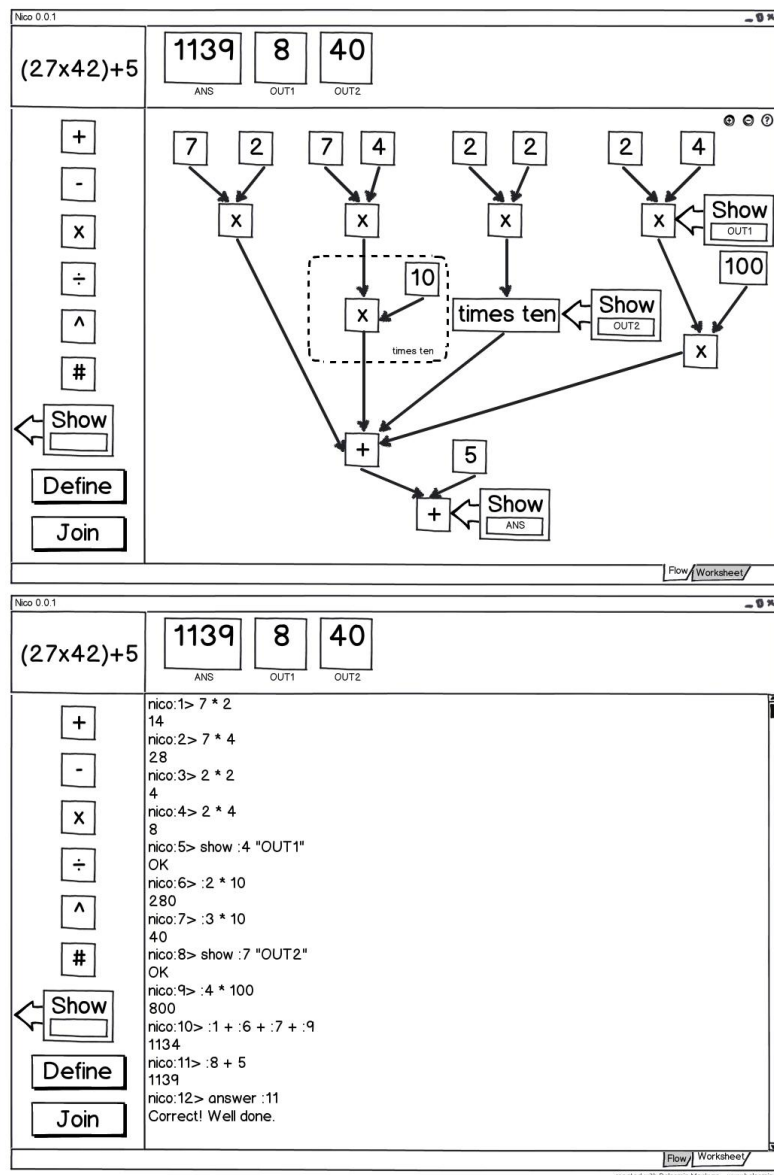 Nico 0.0.1
(27x42)+5
1139 8 40
ANS OUT1 OUT2
+
-
x
÷
^
#
Show
Define
Join
7 2 7 4 2 2 2 4
x x x x Show
OUT1
10 100
x times ten Show
OUT2
times ten x
+ 5
+ Show
ANS
Flow Worksheet
Nico 0.0.1
(27x42)+5
1139 8 40
ANS OUT1 OUT2
+
-
x
÷
^
#
Show
Define
Join
nico:1> 7 * 2
14
nico:2> 7 * 4
28
nico:3> 2 * 2
4
nico:4> 2 * 4
8
nico:5> show :4 "OUT1"
OK
nico:6> :2 * 10
280
nico:7> :3 * 10
40
nico:8> show :7 "OUT2"
OK
nico:9> :4 * 100
800
nico:10> :1 + :6 + :7 + :9
1134
nico:11> :8 + 5
1139
nico:12> answer :11
Correct! Well done.
Flow Worksheet